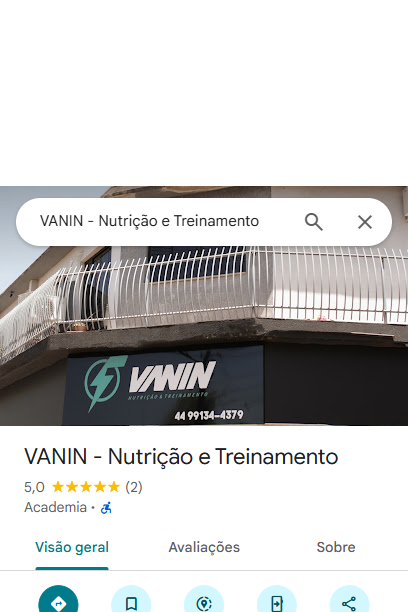 VANIN - Nutrição e Treinamento
VANIN
NUTRIÇÃO & TREINAMENTO
44 99134-4379
VANIN - Nutrição e Treinamento
5,0 ★★★★★ (2)
Academia ·
Visão geral
Avaliações
Sobre